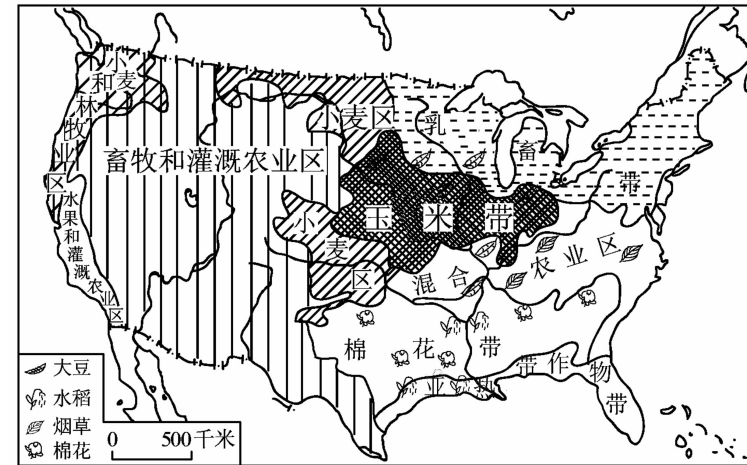 小麦
和
林牧业区
水果和灌溉农业区
畜牧和灌溉农业区
小麦区
乳畜带
玉米带
小麦区
混合农业区
棉花带
亚热带作物带
大豆
水稻
烟草
棉花
0 500千米